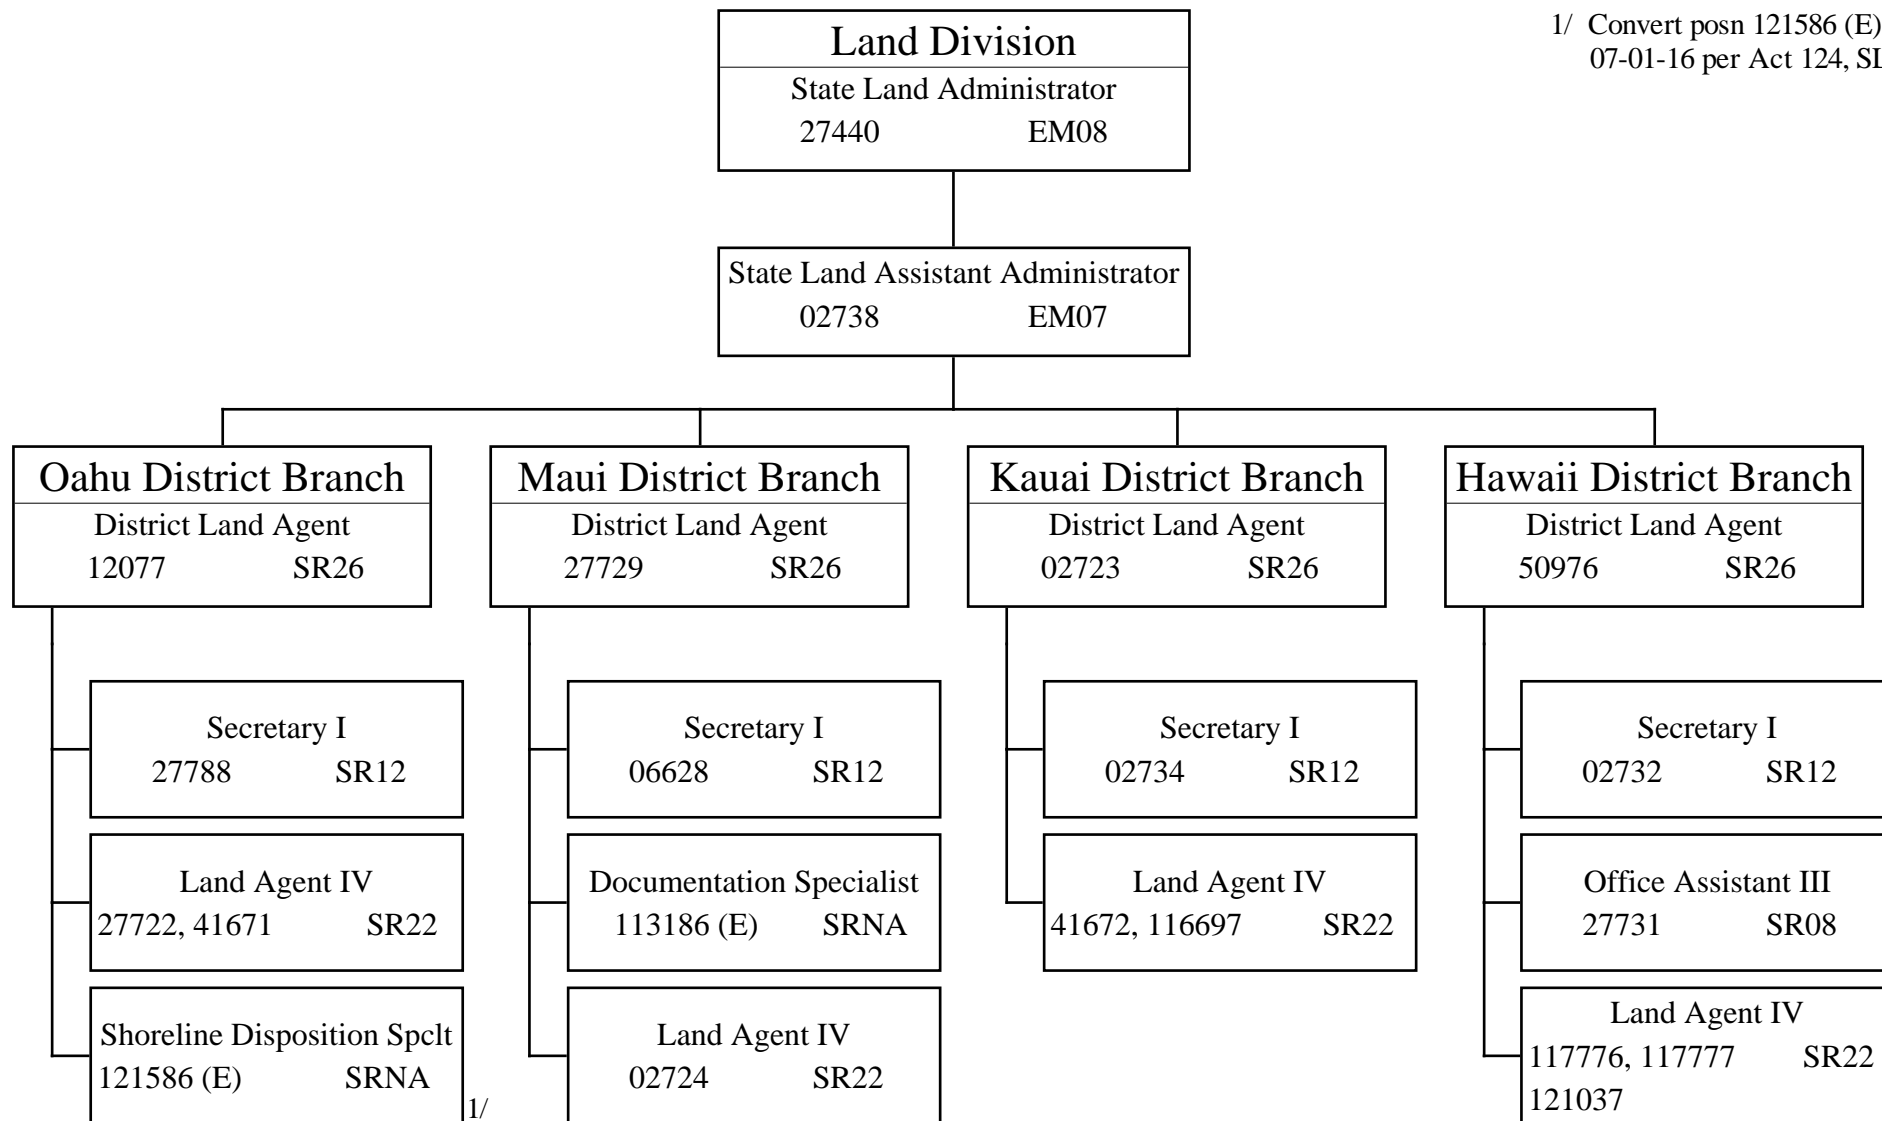 Land Division
State Land Administrator
27440 EM08
1/ Convert posn 121586 (E)
07-01-16 per Act 124, SL
State Land Assistant Administrator
02738 EM07
Oahu District Branch
District Land Agent
12077 SR26
Secretary I
27788 SR12
Land Agent IV
27722, 41671 SR22
Shoreline Disposition Spclt
121586 (E) SRNA
1/
Maui District Branch
District Land Agent
27729 SR26
Secretary I
06628 SR12
Documentation Specialist
113186 (E) SRNA
Land Agent IV
02724 SR22
Kauai District Branch
District Land Agent
02723 SR26
Secretary I
02734 SR12
Land Agent IV
41672, 116697 SR22
Hawaii District Branch
District Land Agent
50976 SR26
Secretary I
02732 SR12
Office Assistant III
27731 SR08
Land Agent IV
117776, 117777 SR22
121037